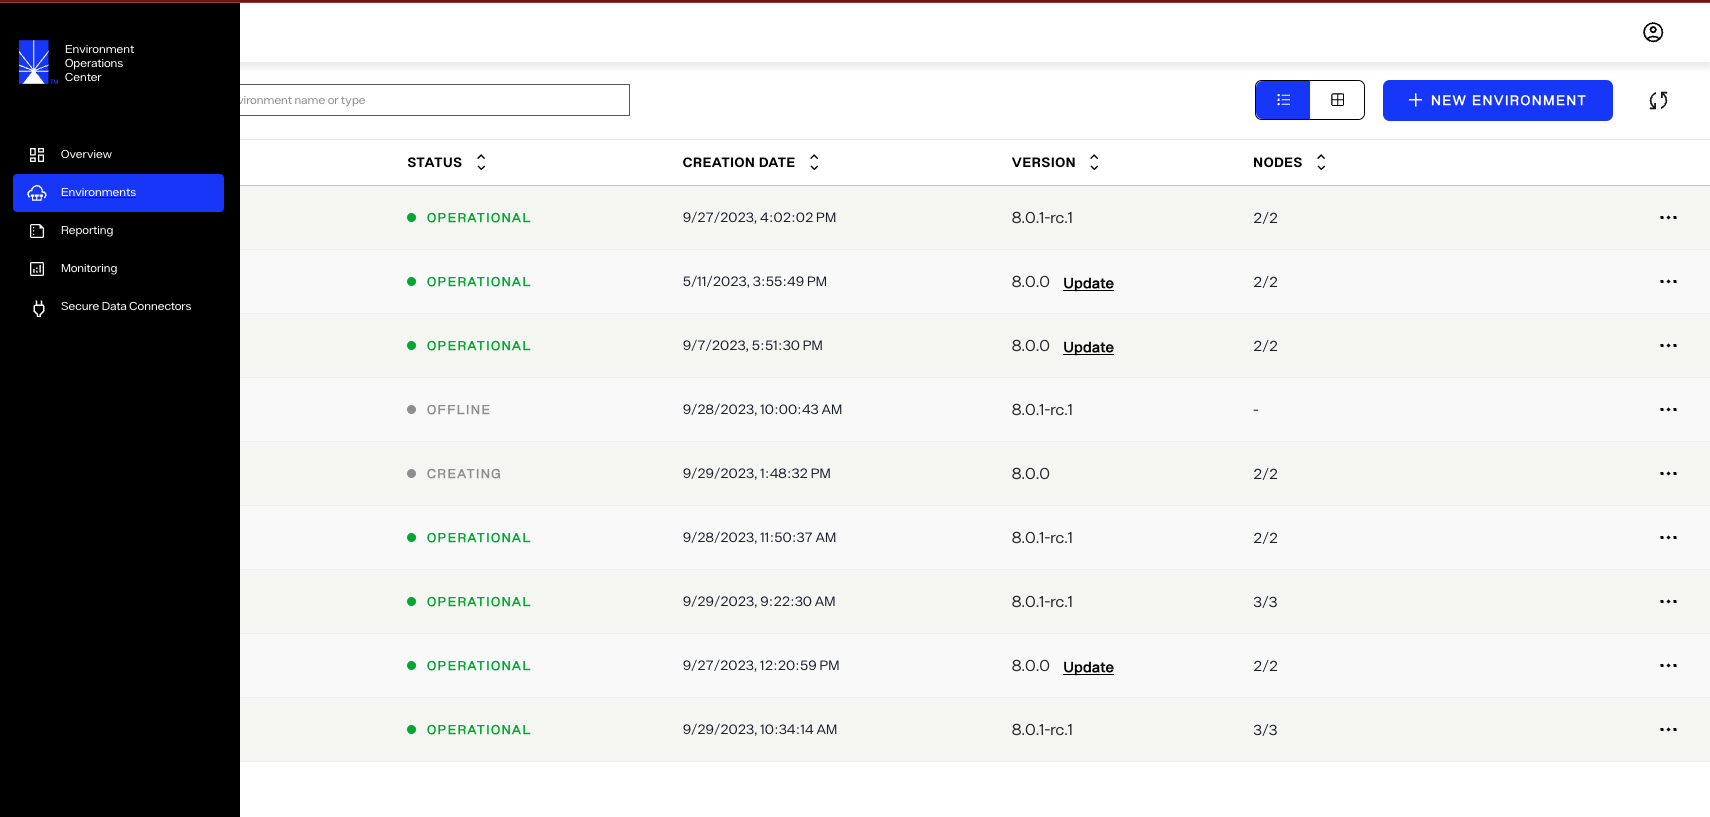 Environment
Operations
Center
TM
Overview
Environments
Reporting
Monitoring
Secure Data Connectors
name or type
NEW ENVIRONMENT
STATUS CREATION DATE VERSION NODES
OPERATIONAL 9/27/2023, 4:02:02 PM 8.0.1-rc.1 2/2
OPERATIONAL 5/11/2023, 3:55:49 PM 8.0.0 Update 2/2
OPERATIONAL 9/7/2023, 5:51:30 PM 8.0.0 Update 2/2
OFFLINE 9/28/2023, 10:00:43 AM 8.0.1-rc.1 -
CREATING 9/29/2023, 1:48:32 PM 8.0.0 2/2
OPERATIONAL 9/28/2023, 11:50:37 AM 8.0.1-rc.1 2/2
OPERATIONAL 9/29/2023, 9:22:30 AM 8.0.1-rc.1 3/3
OPERATIONAL 9/27/2023, 12:20:59 PM 8.0.0 Update 2/2
OPERATIONAL 9/29/2023, 10:34:14 AM 8.0.1-rc.1 3/3